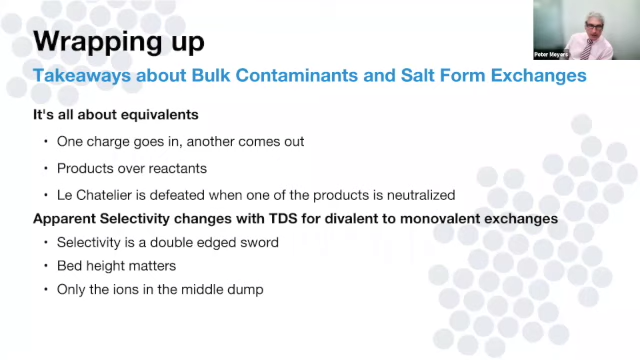 Wrapping up
Takeaways about Bulk Contaminants and Salt Form Exchanges
It's all about equivalents
• One charge goes in, another comes out
• Products over reactants
• Le Chatelier is defeated when one of the products is neutralized
Apparent Selectivity changes with TDS for divalent to monovalent exchanges
• Selectivity is a double edged sword
• Bed height matters
• Only the ions in the middle dump
Peter Meyers